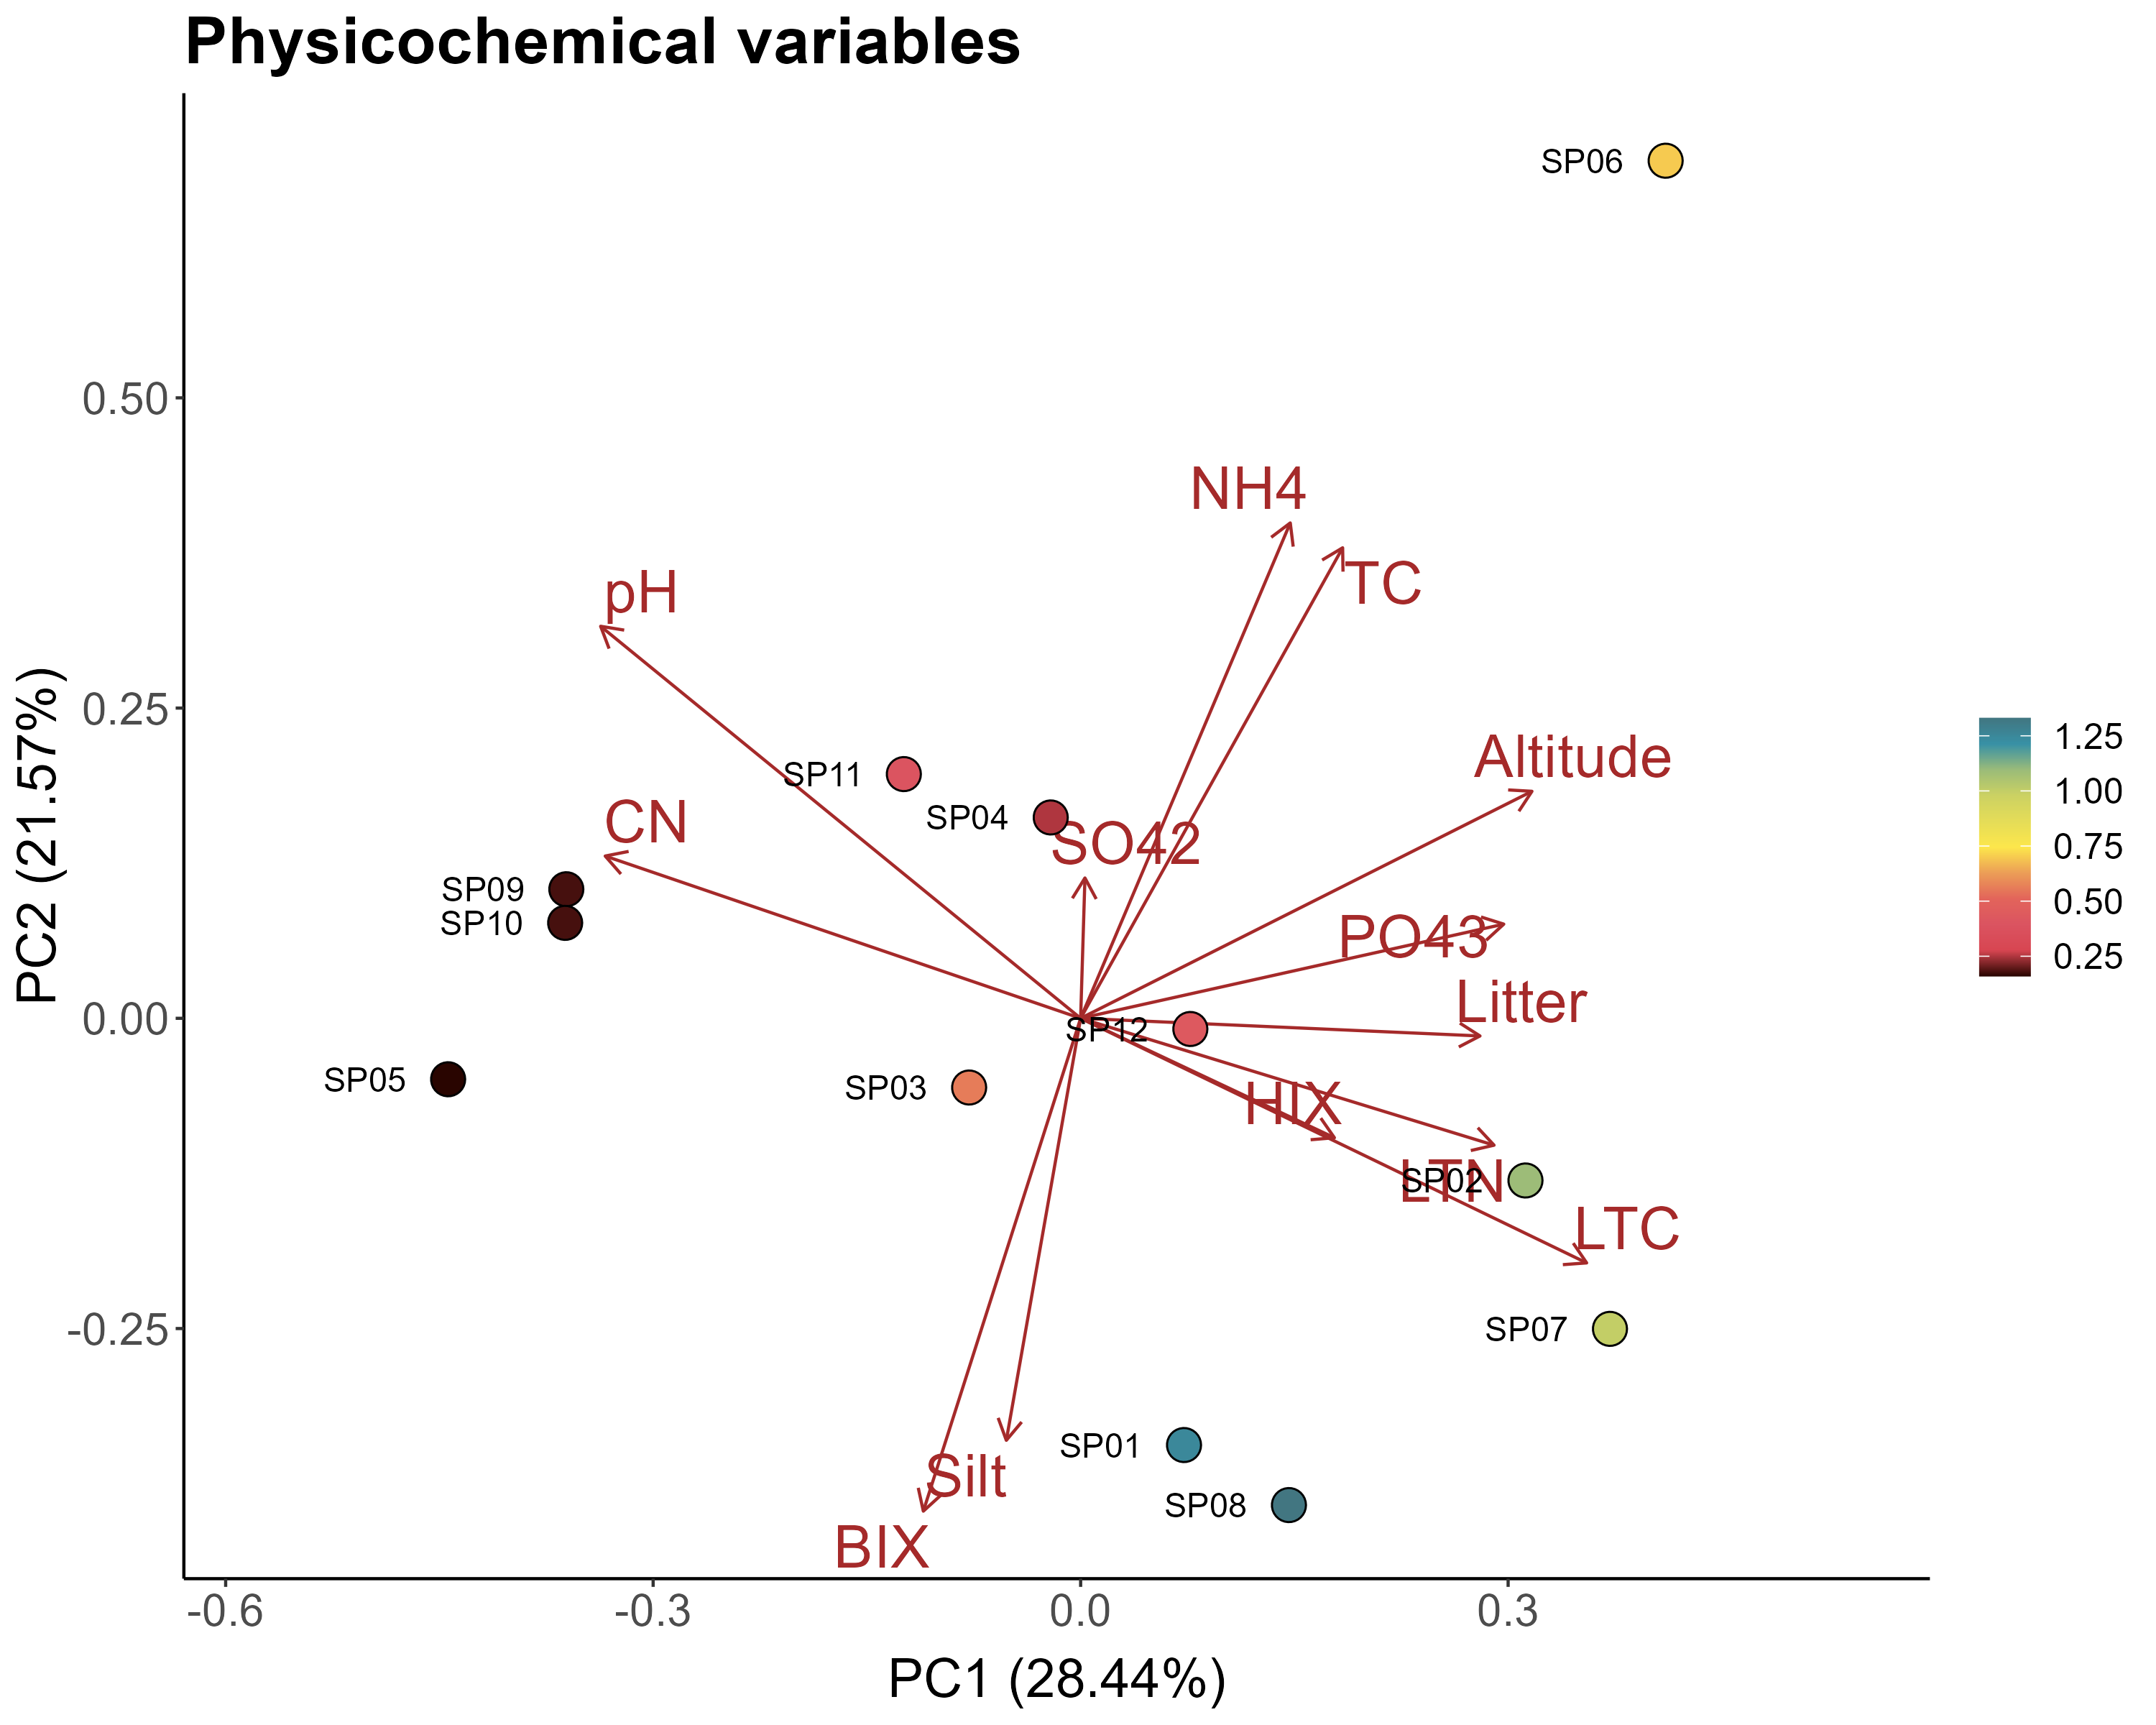 Physicochemical variables
SP06
0.50
NH4
TC
pH
0.25
Altitude
1.25
SP11
1.00
CN
SP04
SO42
0.75
SP09
0.50
SP10
PO43
0.25
Litter
0.00
SP12
SP05
SP03
HIX
LTN
SP02
LTC
-0.25
SP07
SP01
Silt
SP08
BIX
-0.6
-0.3
0.0
0.3
PC1 (28.44%)
PC2 (21.57%)